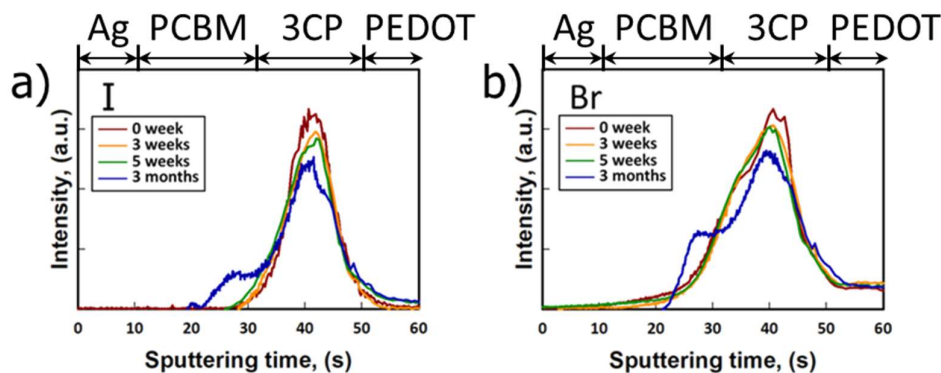 Ag PCBM 3CP PEDOT
a)
I
0 week
3 weeks
5 weeks
3 months
Intensity, (a.u.)
0 10 20 30 40 50 60
Sputtering time, (s)
Ag PCBM 3CP PEDOT
b)
Br
0 week
3 weeks
5 weeks
3 months
Intensity, (a.u.)
0 10 20 30 40 50 60
Sputtering time, (s)